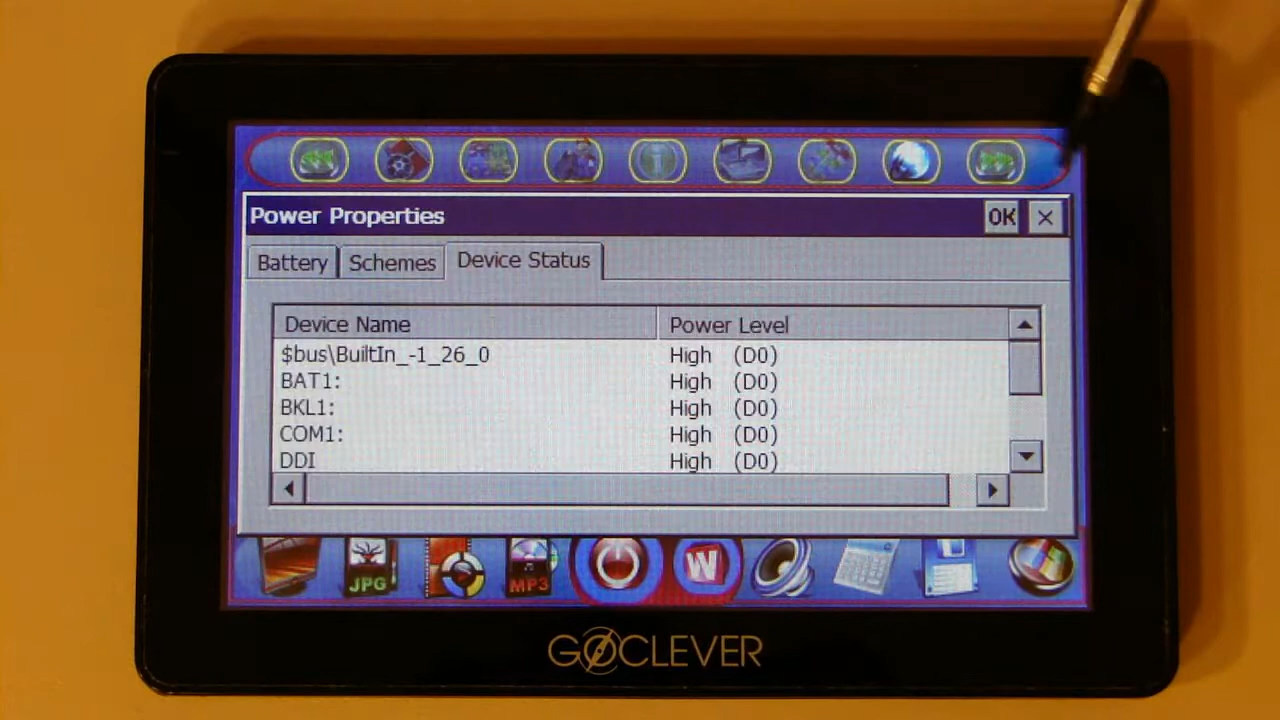 Power Properties OK
Battery Schemes Device Status
Device Name Power Level
$bus\BuiltIn_-1_26_0 High (D0)
BAT1: High (D0)
BKL1: High (D0)
COM1: High (D0)
DDI High (D0)
JPG MP3 W
GOCLEVER